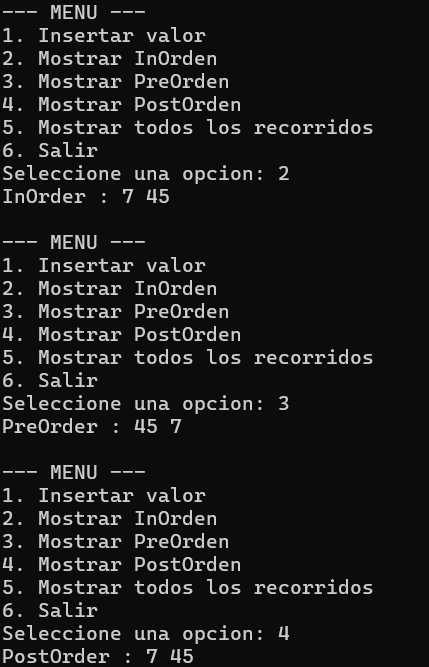 --- MENU ---
1. Insertar valor
2. Mostrar InOrden
3. Mostrar PreOrden
4. Mostrar PostOrden
5. Mostrar todos los recorridos
6. Salir
Seleccione una opcion: 2
InOrder : 7 45

--- MENU ---
1. Insertar valor
2. Mostrar InOrden
3. Mostrar PreOrden
4. Mostrar PostOrden
5. Mostrar todos los recorridos
6. Salir
Seleccione una opcion: 3
PreOrder : 45 7

--- MENU ---
1. Insertar valor
2. Mostrar InOrden
3. Mostrar PreOrden
4. Mostrar PostOrden
5. Mostrar todos los recorridos
6. Salir
Seleccione una opcion: 4
PostOrder : 7 45